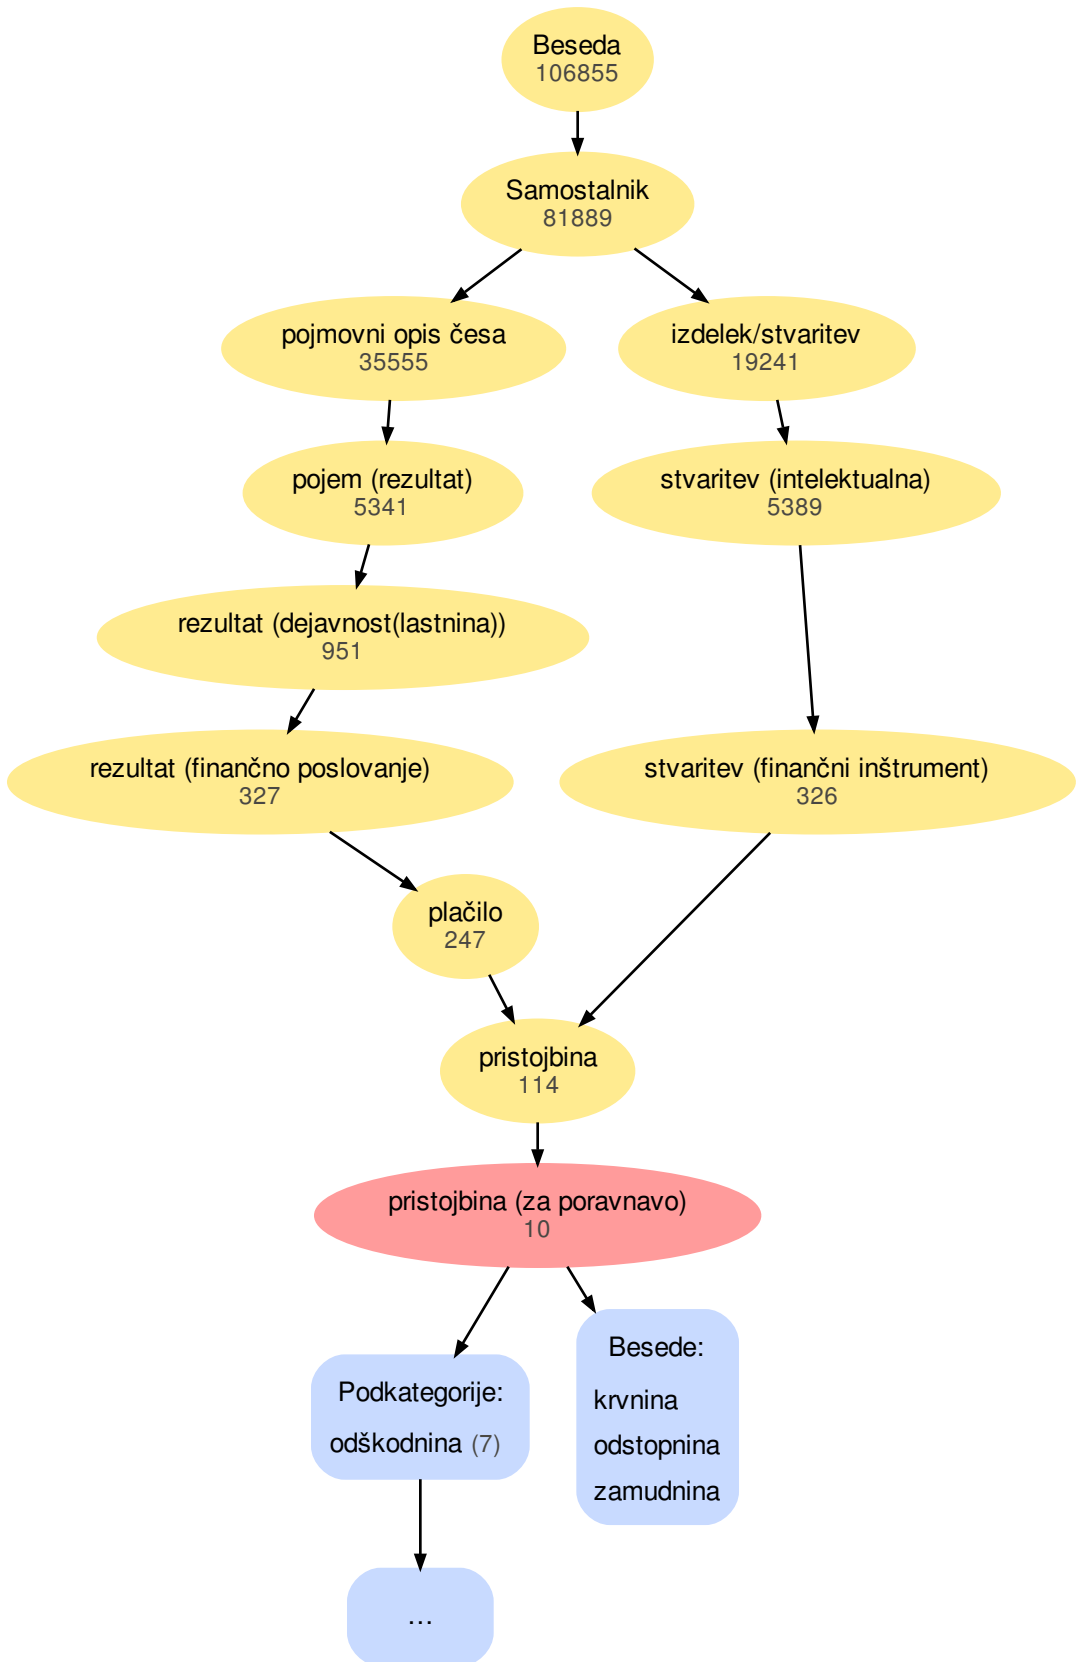 Beseda
106855
Samostalnik
81889
pojmovni opis česa
35555
izdelek/stvaritev
19241
pojem (rezultat)
5341
stvaritev (intelektualna)
5389
rezultat (dejavnost(lastnina))
951
rezultat (finančno poslovanje)
327
stvaritev (finančni inštrument)
326
plačilo
247
pristojbina
114
pristojbina (za poravnavo)
10
Podkategorije:
odškodnina (7)
Besede:
krvnina
odstopnina
zamudnina
...